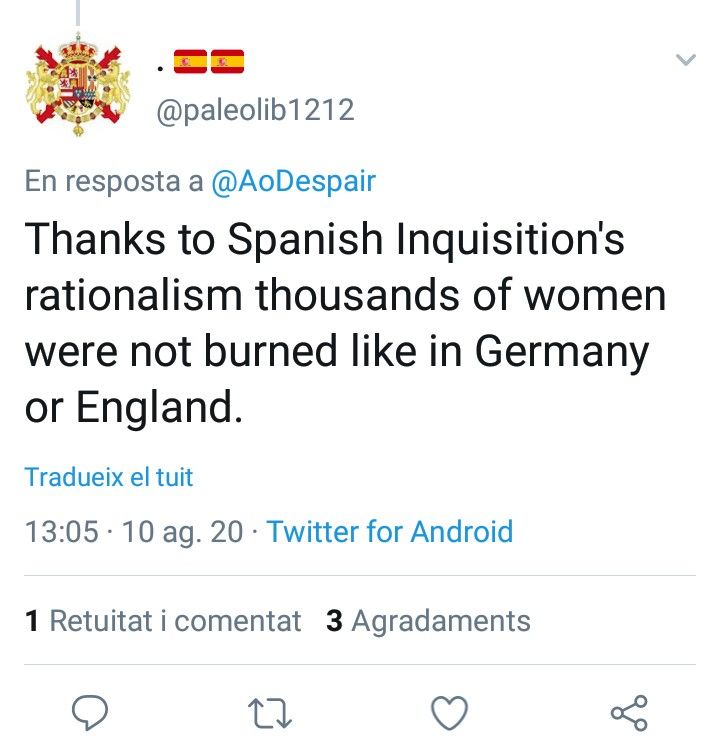 . 🇪🇸🇪🇸
@paleolib1212
En resposta a @AoDespair
Thanks to Spanish Inquisition's
rationalism thousands of women
were not burned like in Germany
or England.
Tradueix el tuit
13:05 · 10 ag. 20 · Twitter for Android
1 Retuitat i comentat 3 Agradaments